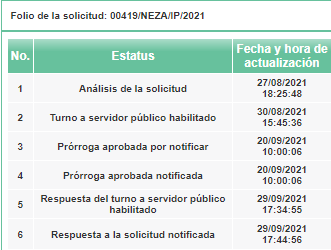 Folio de la solicitud: 00419/NEZA/IP/2021
No. Estatus Fecha y hora de actualización
1 Análisis de la solicitud 27/08/2021 18:25:48
2 Turno a servidor público habilitado 30/08/2021 15:45:36
3 Prórroga aprobada por notificar 20/09/2021 10:00:06
4 Prórroga aprobada notificada 20/09/2021 10:00:06
5 Respuesta del turno a servidor público habilitado 29/09/2021 17:34:55
6 Respuesta a la solicitud notificada 29/09/2021 17:44:56